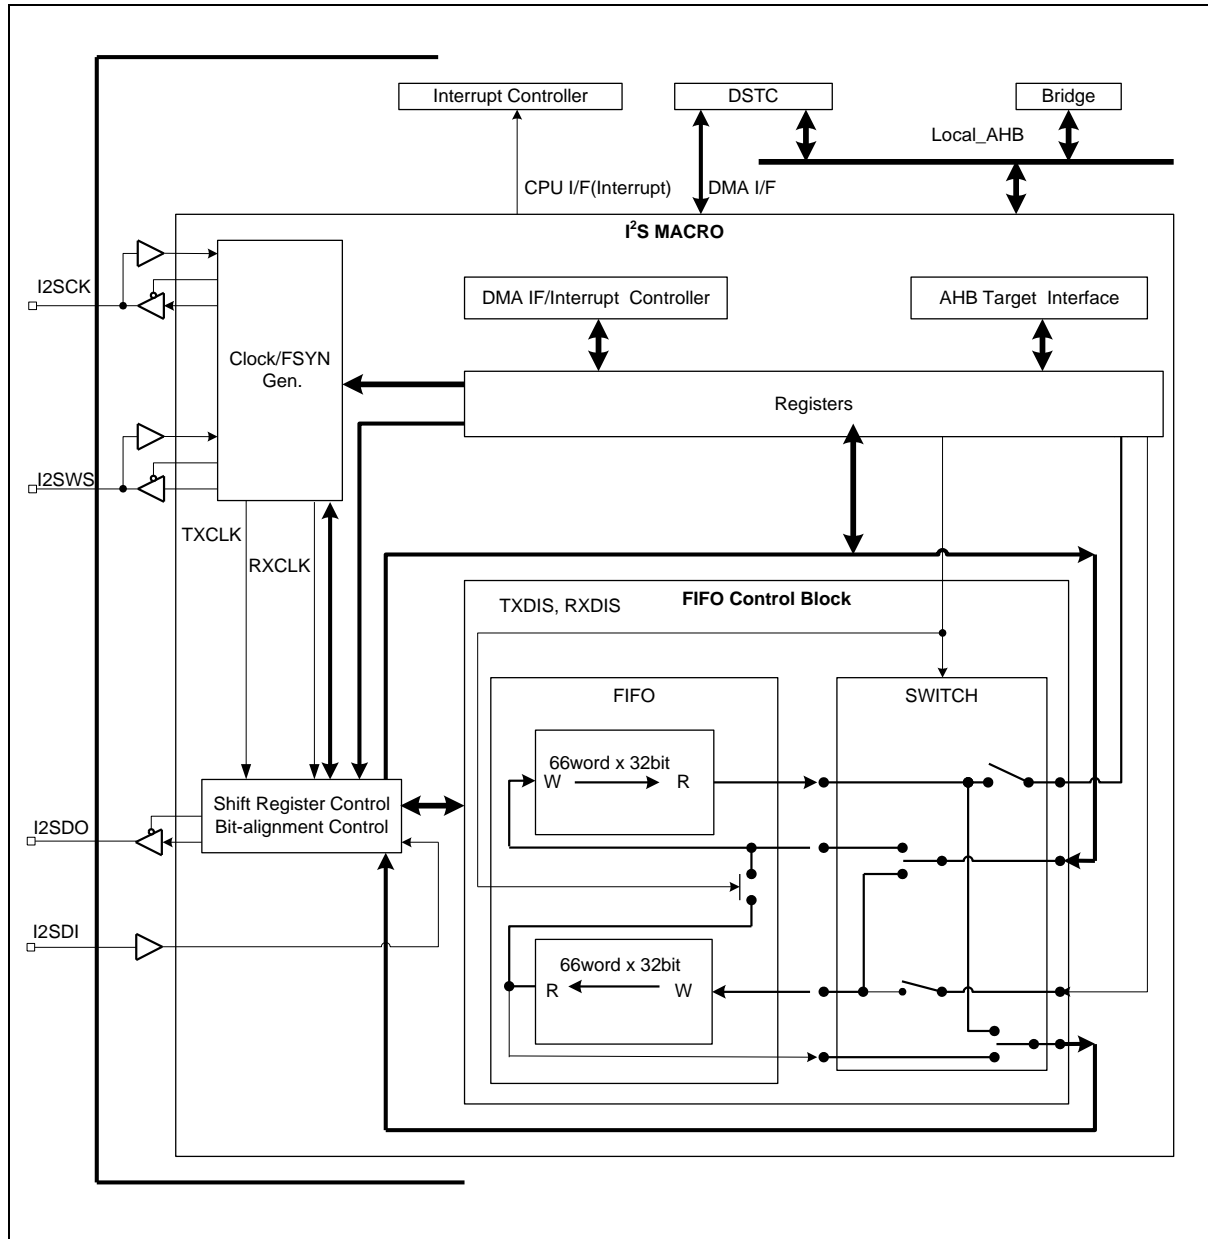 Interrupt Controller
DSTC
Bridge
Local_AHB
CPU I/F(Interrupt)
DMA I/F
I²S MACRO
I2SCK
DMA IF/Interrupt Controller
AHB Target Interface
Clock/FSYN
Gen.
Registers
I2SWS
TXCLK
RXCLK
TXDIS, RXDIS
FIFO Control Block
FIFO
SWITCH
66word x 32bit
W
R
Shift Register Control
Bit-alignment Control
I2SDO
I2SDI
66word x 32bit
R
W